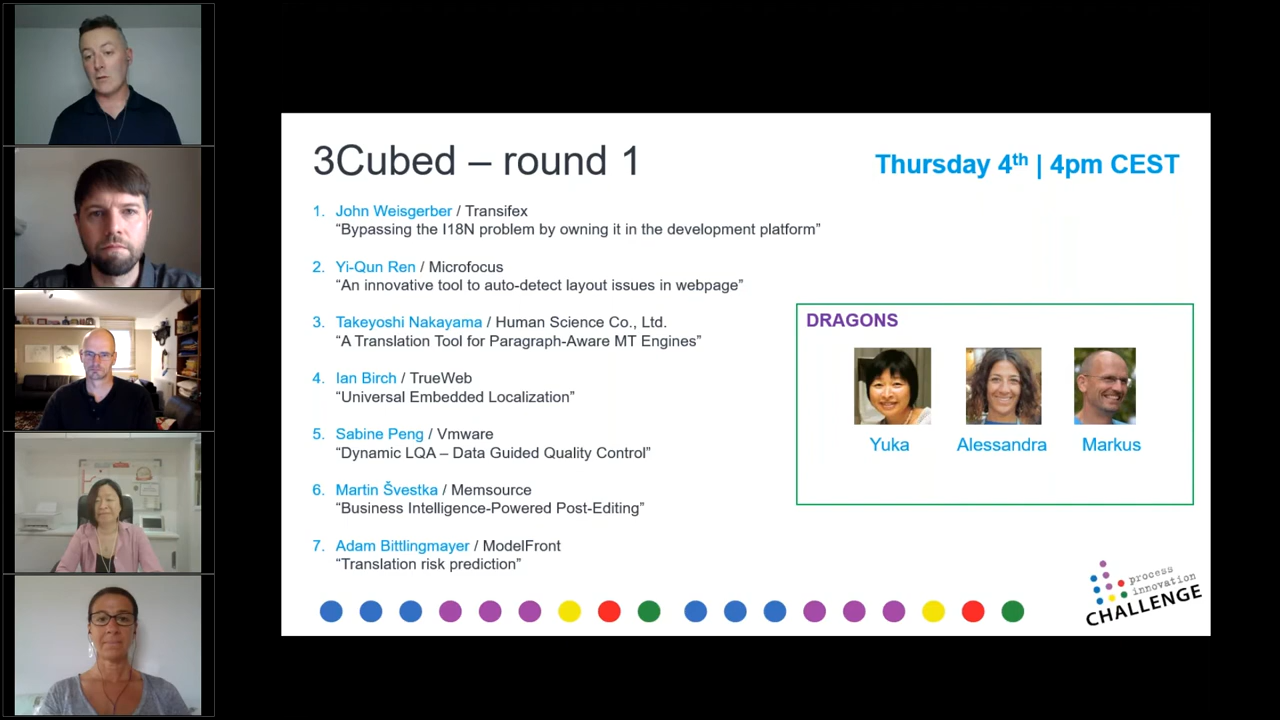 3Cubed – round 1
Thursday 4th | 4pm CEST
1. John Weisgerber / Transifex
“Bypassing the I18N problem by owning it in the development platform”
2. Yi-Qun Ren / Microfocus
“An innovative tool to auto-detect layout issues in webpage”
3. Takeyoshi Nakayama / Human Science Co., Ltd.
“A Translation Tool for Paragraph-Aware MT Engines”
4. Ian Birch / TrueWeb
“Universal Embedded Localization”
5. Sabine Peng / Vmware
“Dynamic LQA – Data Guided Quality Control”
6. Martin Švestka / Memsource
“Business Intelligence-Powered Post-Editing”
7. Adam Bittlingmayer / ModelFront
“Translation risk prediction”
DRAGONS
Yuka
Alessandra
Markus
process
innovation
CHALLENGE